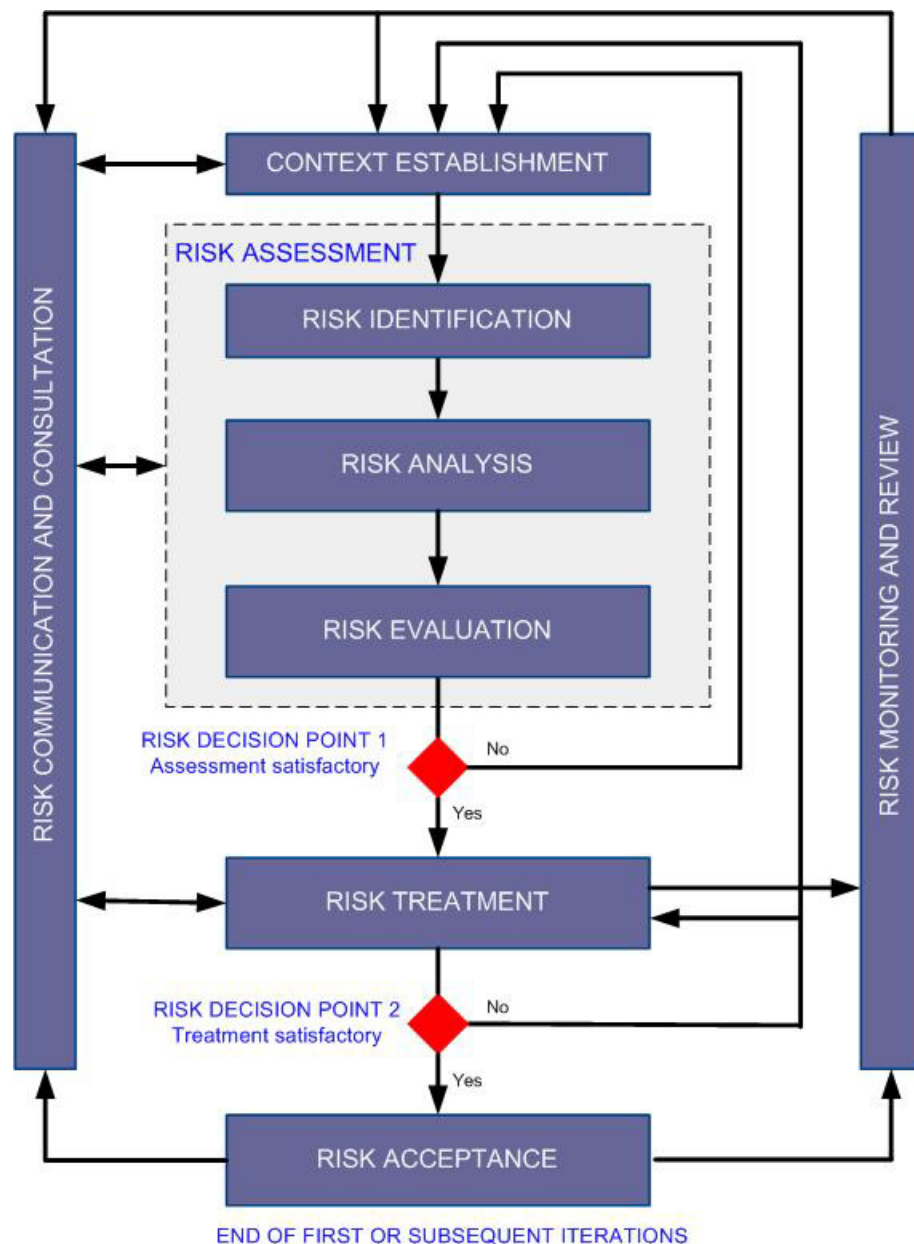 CONTEXT ESTABLISHMENT
RISK ASSESSMENT
RISK IDENTIFICATION
RISK ANALYSIS
RISK EVALUATION
RISK COMMUNICATION AND CONSULTATION
RISK MONITORING AND REVIEW
RISK DECISION POINT 1
Assessment satisfactory
No
Yes
RISK TREATMENT
RISK DECISION POINT 2
Treatment satisfactory
No
Yes
RISK ACCEPTANCE
END OF FIRST OR SUBSEQUENT ITERATIONS